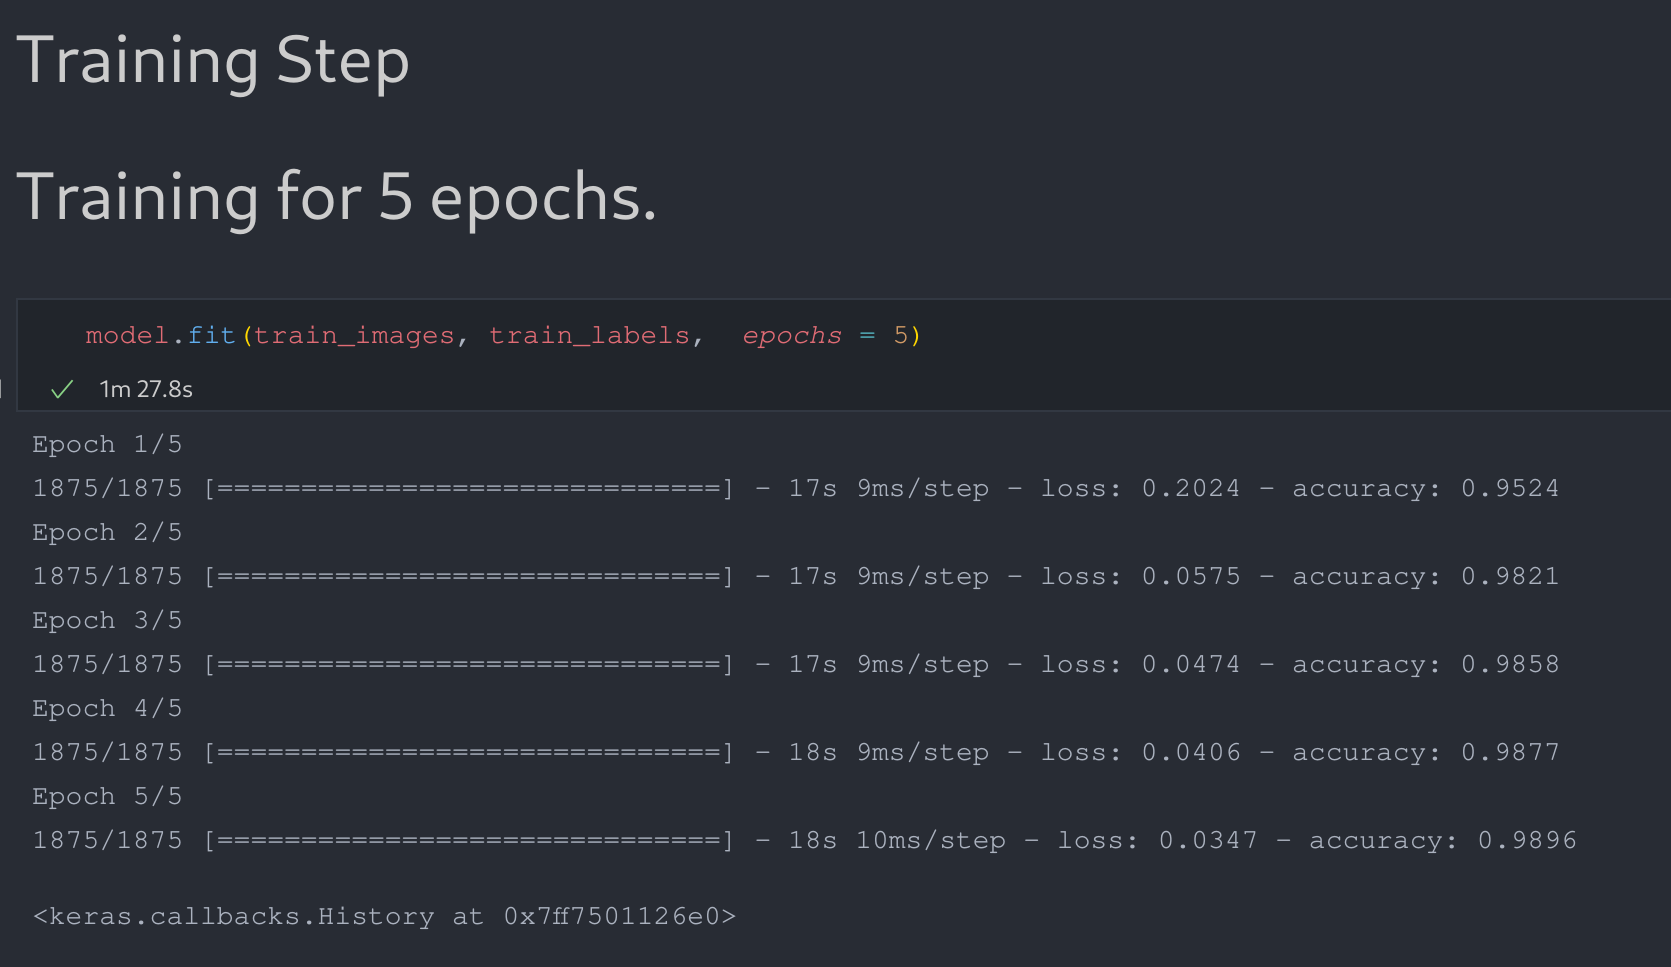 Training Step
Training for 5 epochs.
model.fit(train_images, train_labels,  epochs = 5)
✓ 1m 27.8s
Epoch 1/5
1875/1875 [==============================] - 17s 9ms/step - loss: 0.2024 - accuracy: 0.9524
Epoch 2/5
1875/1875 [==============================] - 17s 9ms/step - loss: 0.0575 - accuracy: 0.9821
Epoch 3/5
1875/1875 [==============================] - 17s 9ms/step - loss: 0.0474 - accuracy: 0.9858
Epoch 4/5
1875/1875 [==============================] - 18s 9ms/step - loss: 0.0406 - accuracy: 0.9877
Epoch 5/5
1875/1875 [==============================] - 18s 10ms/step - loss: 0.0347 - accuracy: 0.9896
<keras.callbacks.History at 0x7ff7501126e0>